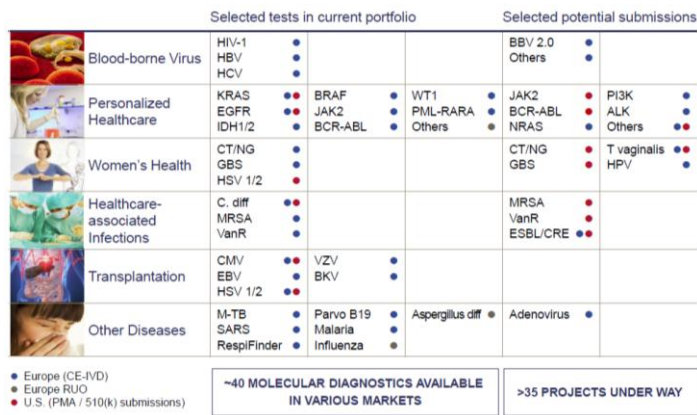 Selected tests in current portfolio
Selected potential submissions
Blood-borne Virus
HIV-1
HBV
HCV
BBV 2.0
Others
Personalized
Healthcare
KRAS BRAF WT1 JAK2 PI3K
EGFR JAK2 PML-RARA BCR-ABL ALK
IDH1/2 BCR-ABL Others NRAS Others
Women's Health
CT/NG CT/NG T vaginalis
GBS GBS HPV
HSV 1/2
Healthcare-
associated
Infections
C. diff MRSA
MRSA VanR
VanR ESBL/CRE
Transplantation
CMV VZV
EBV BKV
HSV 1/2
Other Diseases
M-TB Parvo B19 Aspergillus diff Adenovirus
SARS Malaria
RespiFinder Influenza
Europe (CE-IVD)
Europe RUO
U.S. (PMA / 510(k) submissions)
~40 MOLECULAR DIAGNOSTICS AVAILABLE
IN VARIOUS MARKETS
>35 PROJECTS UNDER WAY